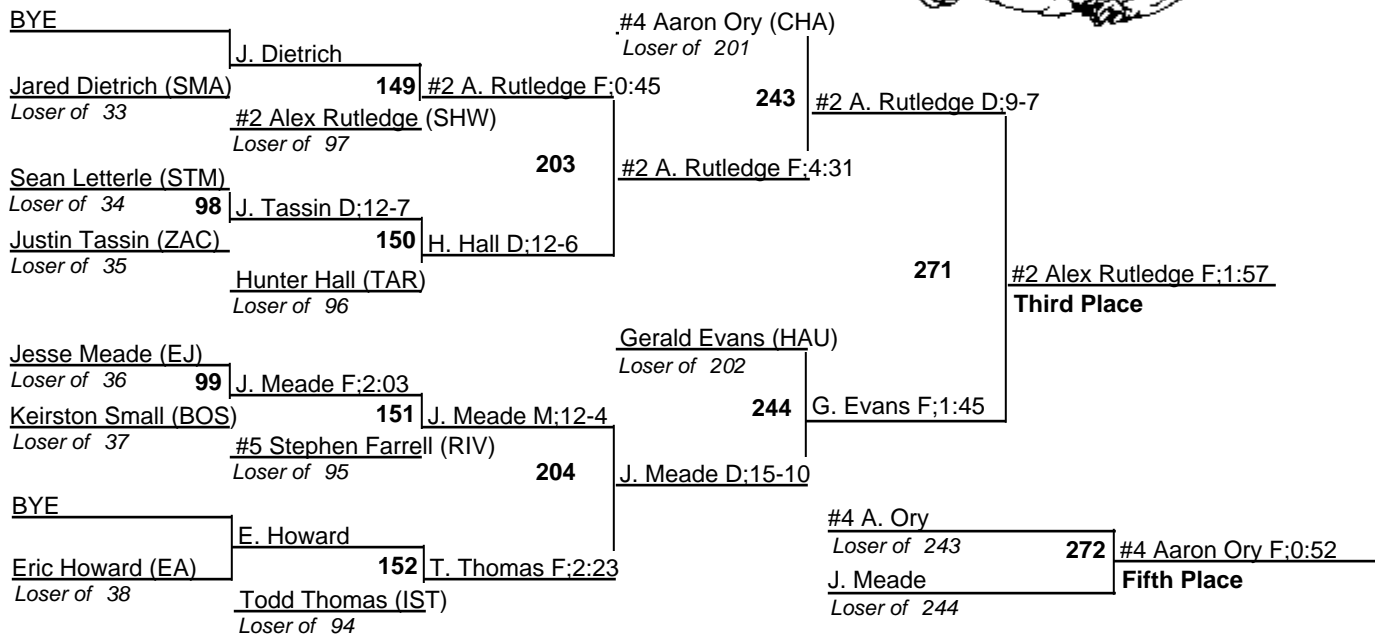 BYE
J. Dietrich
Jared Dietrich (SMA)
Loser of 33
149
#2 A. Rutledge F;0:45
#2 Alex Rutledge (SHW)
Loser of 97
203
Sean Letterle (STM)
Loser of 34
98
J. Tassin D;12-7
Justin Tassin (ZAC)
Loser of 35
150
H. Hall D;12-6
Hunter Hall (TAR)
Loser of 96
#4 Aaron Ory (CHA)
Loser of 201
243
#2 A. Rutledge D;9-7
#2 A. Rutledge F;4:31
271
#2 Alex Rutledge F;1:57
Third Place
Jesse Meade (EJ)
Loser of 36
99
J. Meade F;2:03
Keirston Small (BOS)
Loser of 37
151
J. Meade M;12-4
#5 Stephen Farrell (RIV)
Loser of 95
204
BYE
E. Howard
Eric Howard (EA)
Loser of 38
152
T. Thomas F;2:23
Todd Thomas (IST)
Loser of 94
Gerald Evans (HAU)
Loser of 202
244
G. Evans F;1:45
J. Meade D;15-10
#4 A. Ory
Loser of 243
272
#4 Aaron Ory F;0:52
J. Meade
Loser of 244
Fifth Place